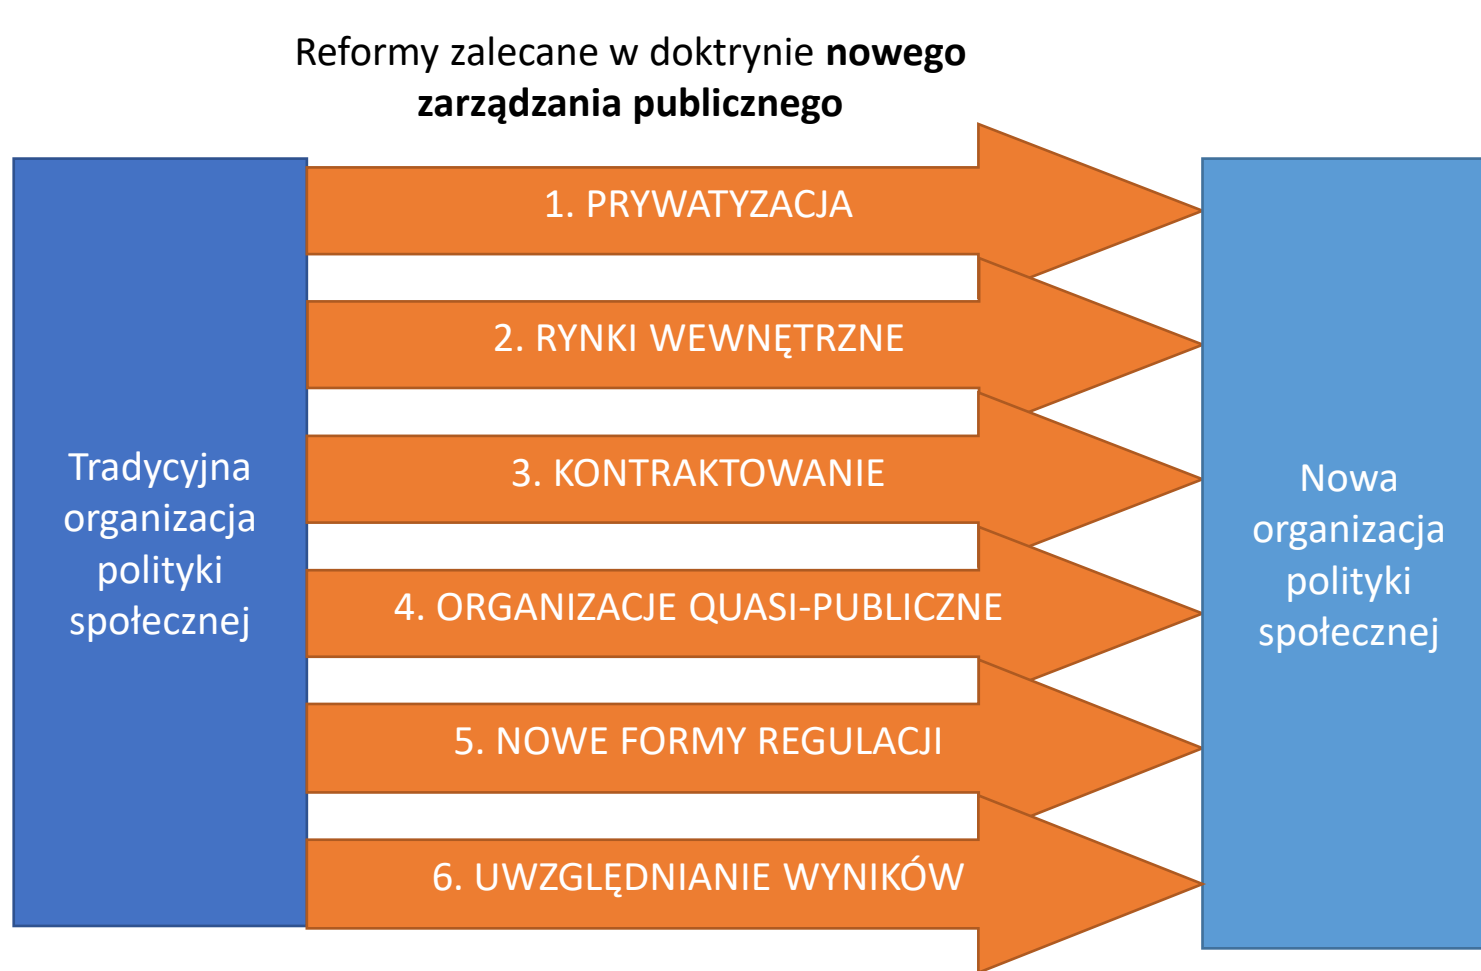 Reformy zalecane w doktrynie nowego
zarządzania publicznego
Tradycyjna
organizacja
polityki
społecznej
1. PRYWATYZACJA
2. RYNKI WEWNĘTRZNE
3. KONTRAKTOWANIE
4. ORGANIZACJE QUASI-PUBLICZNE
5. NOWE FORMY REGULACJI
6. UWZGLĘDNIANIE WYNIKÓW
Nowa
organizacja
polityki
społecznej